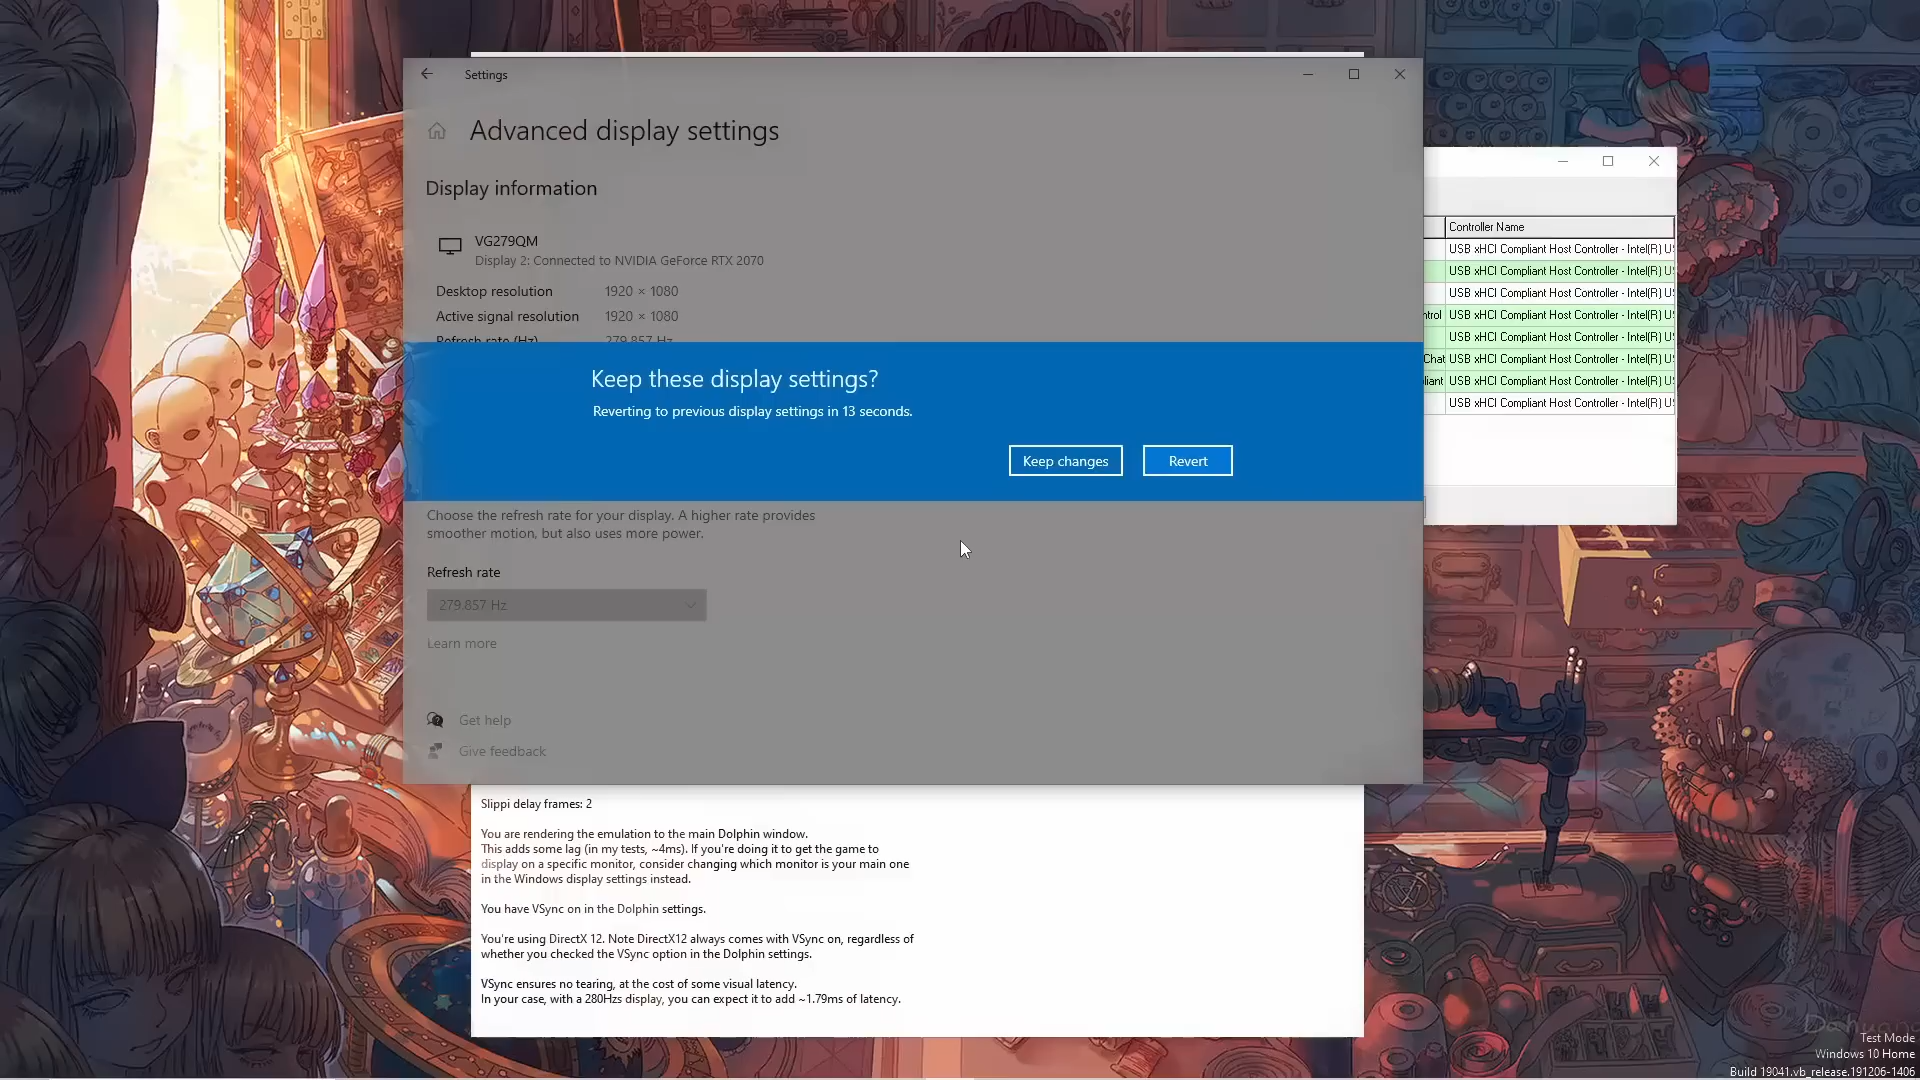 Settings
Advanced display settings
Display information
VG279QM
Display 2: Connected to NVIDIA GeForce RTX 2070
Desktop resolution 1920 × 1080
Active signal resolution 1920 × 1080
Refresh rate (Hz) 279.857 Hz
Keep these display settings?
Reverting to previous display settings in 13 seconds.
Keep changes Revert
Choose the refresh rate for your display. A higher rate provides
smoother motion, but also uses more power.
Refresh rate
279.857 Hz
Learn more
Get help
Give feedback
Controller Name
USB xHCI Compliant Host Controller - Intel(R)
USB xHCI Compliant Host Controller - Intel(R)
USB xHCI Compliant Host Controller - Intel(R)
USB xHCI Compliant Host Controller - Intel(R)
USB xHCI Compliant Host Controller - Intel(R)
Chat USB xHCI Compliant Host Controller - Intel(R)
USB xHCI Compliant Host Controller - Intel(R)
USB xHCI Compliant Host Controller - Intel(R)
Slippi delay frames: 2
You are rendering the emulation to the main Dolphin window.
This adds some lag (in my tests, ~4ms). If you're doing it to get the game to
display on a specific monitor, consider changing which monitor is your main one
in the Windows display settings instead.
You have VSync on in the Dolphin settings.
You're using DirectX 12. Note DirectX12 always comes with VSync on, regardless of
whether you checked the VSync option in the Dolphin settings.
VSync ensures no tearing, at the cost of some visual latency.
In your case, with a 280Hzs display, you can expect it to add ~1.79ms of latency.
Test Mode
Windows 10 Home
Build 19041.vb_release.191206-1406